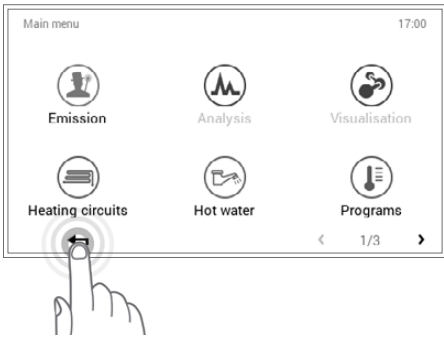 Main menu 17:00
Emission Analysis Visualisation
Heating circuits Hot water Programs
1/3